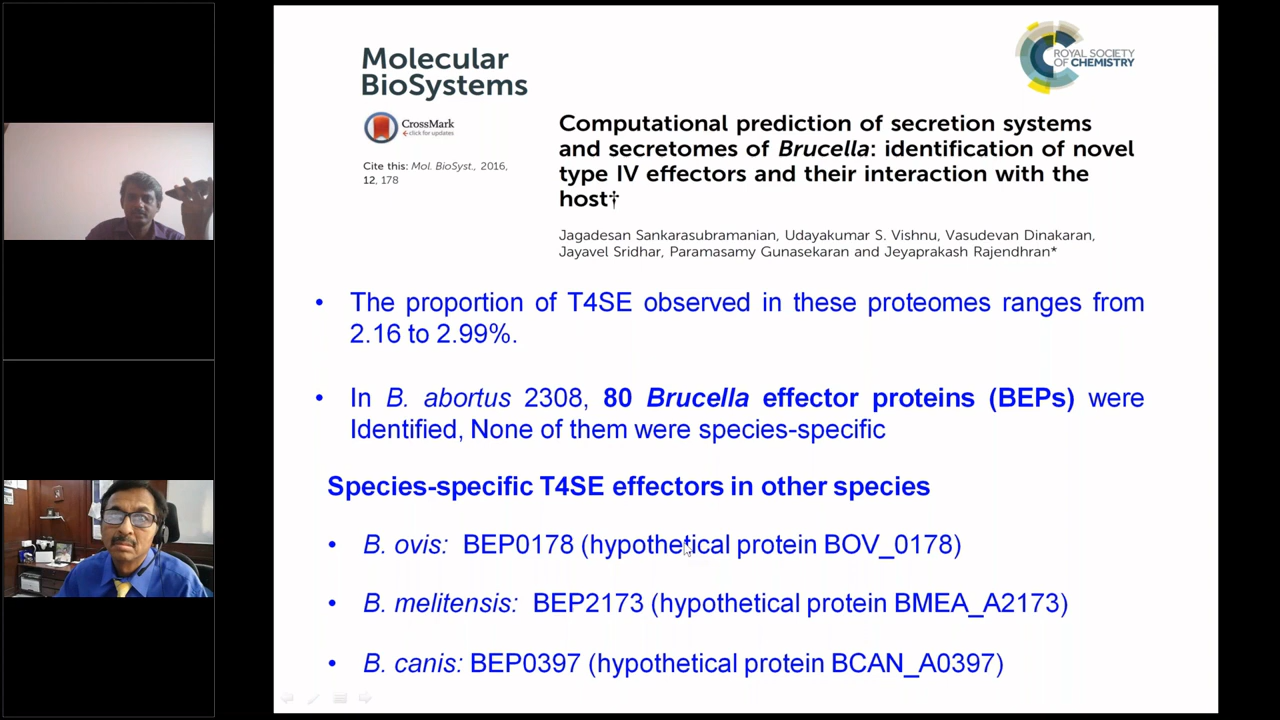 Molecular
BioSystems
ROYAL SOCIETY
OF CHEMISTRY
CrossMark
click for updates
Cite this: Mol. BioSyst., 2016,
12, 178
Computational prediction of secretion systems
and secretomes of Brucella: identification of novel
type IV effectors and their interaction with the
host†
Jagadesan Sankarasubramanian, Udayakumar S. Vishnu, Vasudevan Dinakaran,
Jayavel Sridhar, Paramasamy Gunasekaran and Jeyaprakash Rajendhran*
• The proportion of T4SE observed in these proteomes ranges from
2.16 to 2.99%.
• In B. abortus 2308, 80 Brucella effector proteins (BEPs) were
Identified, None of them were species-specific
Species-specific T4SE effectors in other species
• B. ovis: BEP0178 (hypothetical protein BOV_0178)
• B. melitensis: BEP2173 (hypothetical protein BMEA_A2173)
• B. canis: BEP0397 (hypothetical protein BCAN_A0397)